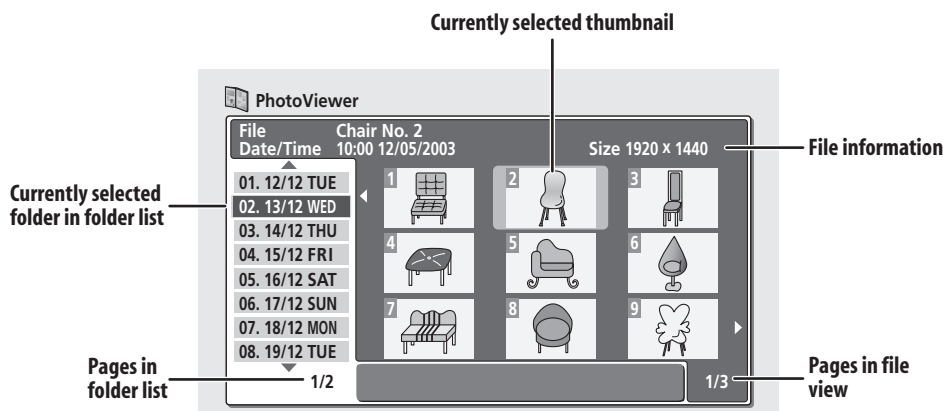 Currently selected thumbnail
PhotoViewer
File Chair No. 2
Date/Time 10:00 12/05/2003 Size 1920 x 1440
File information
Currently selected
folder in folder list
01. 12/12 TUE
02. 13/12 WED
03. 14/12 THU
04. 15/12 FRI
05. 16/12 SAT
06. 17/12 SUN
07. 18/12 MON
08. 19/12 TUE
1 2 3
4 5 6
7 8 9
Pages in
folder list
1/2
1/3
Pages in file
view